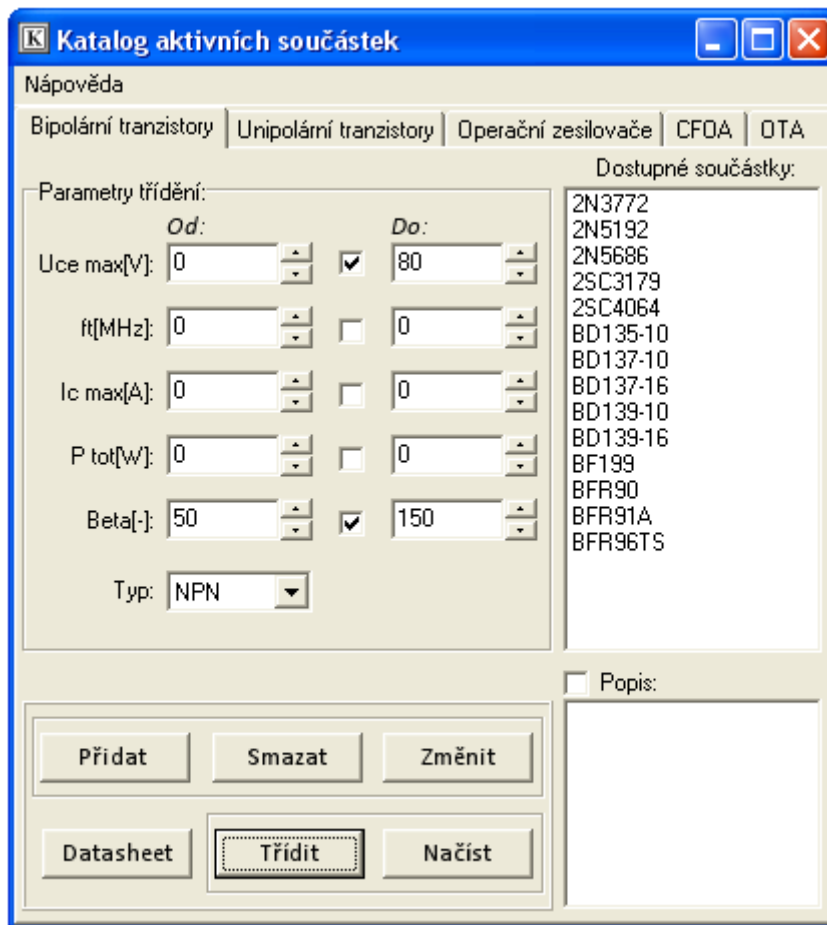 K Katalog aktivních součástek
Nápověda
Bipolární tranzistory Unipolární tranzistory Operační zesilovače CFOA OTA
Parametry třídění:
Od: Do:
Uce max[V]: 0 80
ft[MHz]: 0 0
Ic max[A]: 0 0
P tot[W]: 0 0
Beta[-]: 50 150
Typ: NPN
Dostupné součástky:
2N3772
2N5192
2N5686
2SC3179
2SC4064
BD135-10
BD137-10
BD137-16
BD139-10
BD139-16
BF199
BFR90
BFR91A
BFR96TS
Popis:
Přidat Smazat Změnit
Datasheet Třídit Načíst